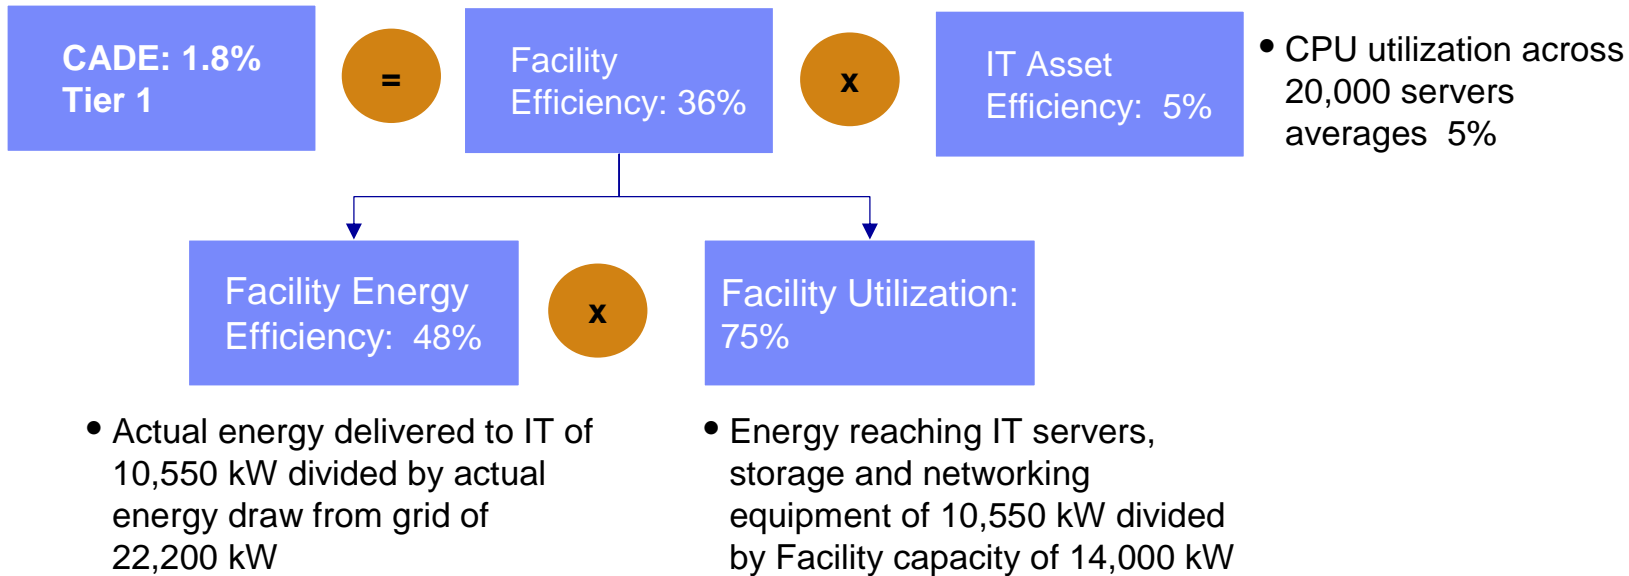 CADE: 1.8%
Tier 1
=
Facility
Efficiency: 36%
x
IT Asset
Efficiency: 5%
• CPU utilization across
20,000 servers
averages 5%
Facility Energy
Efficiency: 48%
x
Facility Utilization:
75%
• Actual energy delivered to IT of
10,550 kW divided by actual
energy draw from grid of
22,200 kW
• Energy reaching IT servers,
storage and networking
equipment of 10,550 kW divided
by Facility capacity of 14,000 kW